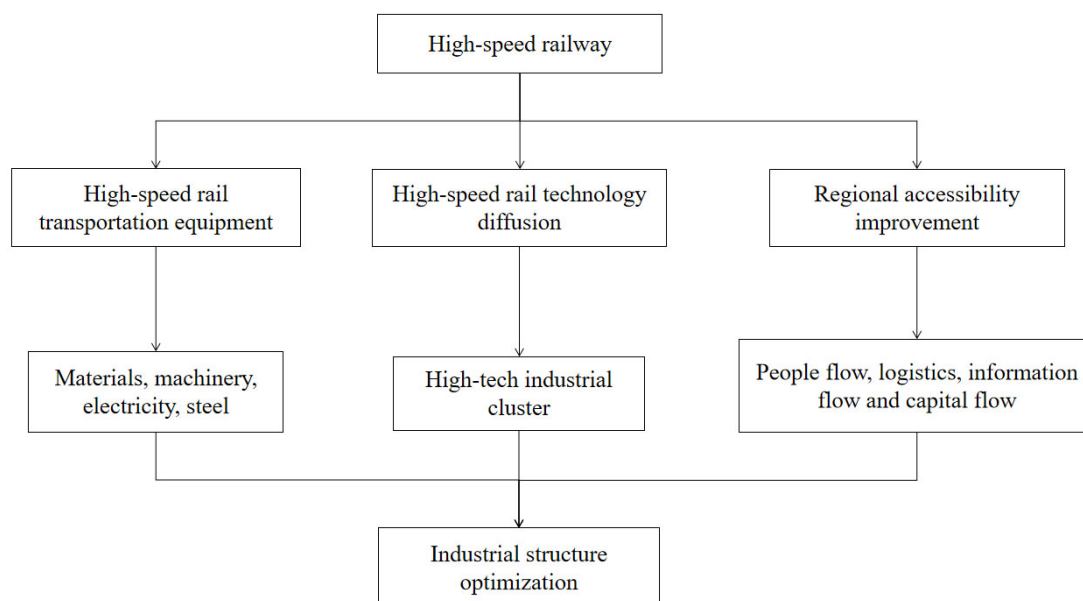 High-speed railway
High-speed rail
transportation equipment
High-speed rail technology
diffusion
Regional accessibility
improvement
Materials, machinery,
electricity, steel
High-tech industrial
cluster
People flow, logistics, information
flow and capital flow
Industrial structure
optimization